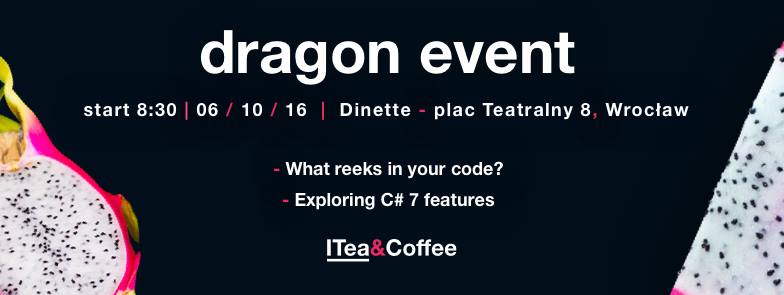 dragon event
start 8:30 | 06 / 10 / 16 | Dinette - plac Teatralny 8, Wrocław
- What reeks in your code?
- Exploring C# 7 features
ITea&Coffee